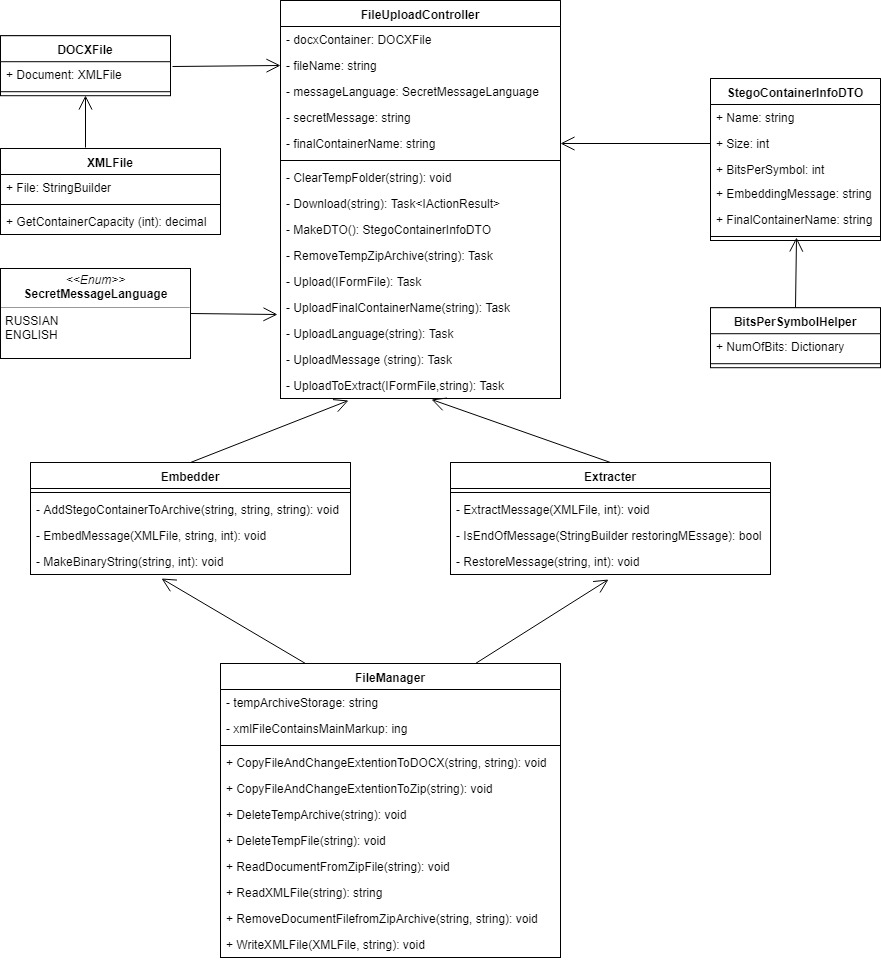 FileUploadController
- docxContainer: DOCXFile
- fileName: string
- messageLanguage: SecretMessageLanguage
- secretMessage: string
- finalContainerName: string
- ClearTempFolder(string): void
- Download(string): Task<IActionResult>
- MakeDTO(): StegoContainerInfoDTO
- RemoveTempZipArchive(string): Task
- Upload(IFormFile): Task
- UploadFinalContainerName(string): Task
- UploadLanguage(string): Task
- UploadMessage (string): Task
- UploadToExtract(IFormFile,string): Task
DOCXFile
+ Document: XMLFile
XMLFile
+ File: StringBuilder
+ GetContainerCapacity (int): decimal
<<Enum>>
SecretMessageLanguage
RUSSIAN
ENGLISH
StegoContainerInfoDTO
+ Name: string
+ Size: int
+ BitsPerSymbol: int
+ EmbeddingMessage: string
+ FinalContainerName: string
BitsPerSymbolHelper
+ NumOfBits: Dictionary
Embedder
- AddStegoContainerToArchive(string, string, string): void
- EmbedMessage(XMLFile, string, int): void
- MakeBinaryString(string, int): void
Extracter
- ExtractMessage(XMLFile, int): void
- IsEndOfMessage(StringBuilder restoringMEssage): bool
- RestoreMessage(string, int): void
FileManager
- tempArchiveStorage: string
- xmlFileContainsMainMarkup: ing
+ CopyFileAndChangeExtentionToDOCX(string, string): void
+ CopyFileAndChangeExtentionToZip(string): void
+ DeleteTempArchive(string): void
+ DeleteTempFile(string): void
+ ReadDocumentFromZipFile(string): void
+ ReadXMLFile(string): string
+ RemoveDocumentFilefromZipArchive(string, string): void
+ WriteXMLFile(XMLFile, string): void